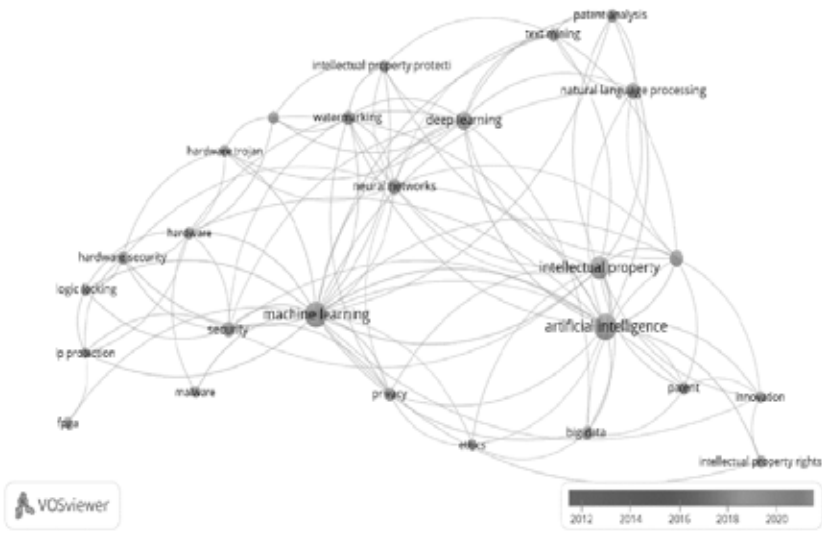 patent analysis
text mining
intellectual property protecti
natural language processing
watermarking
deep learning
hardware trojan
neural networks
hardware
hardware security
intellectual property
logic locking
machine learning
artificial intelligence
security
ip protection
malware
privacy
patent
innovation
fpga
big data
ethics
intellectual property rights
VOSviewer
2012 2014 2016 2018 2020